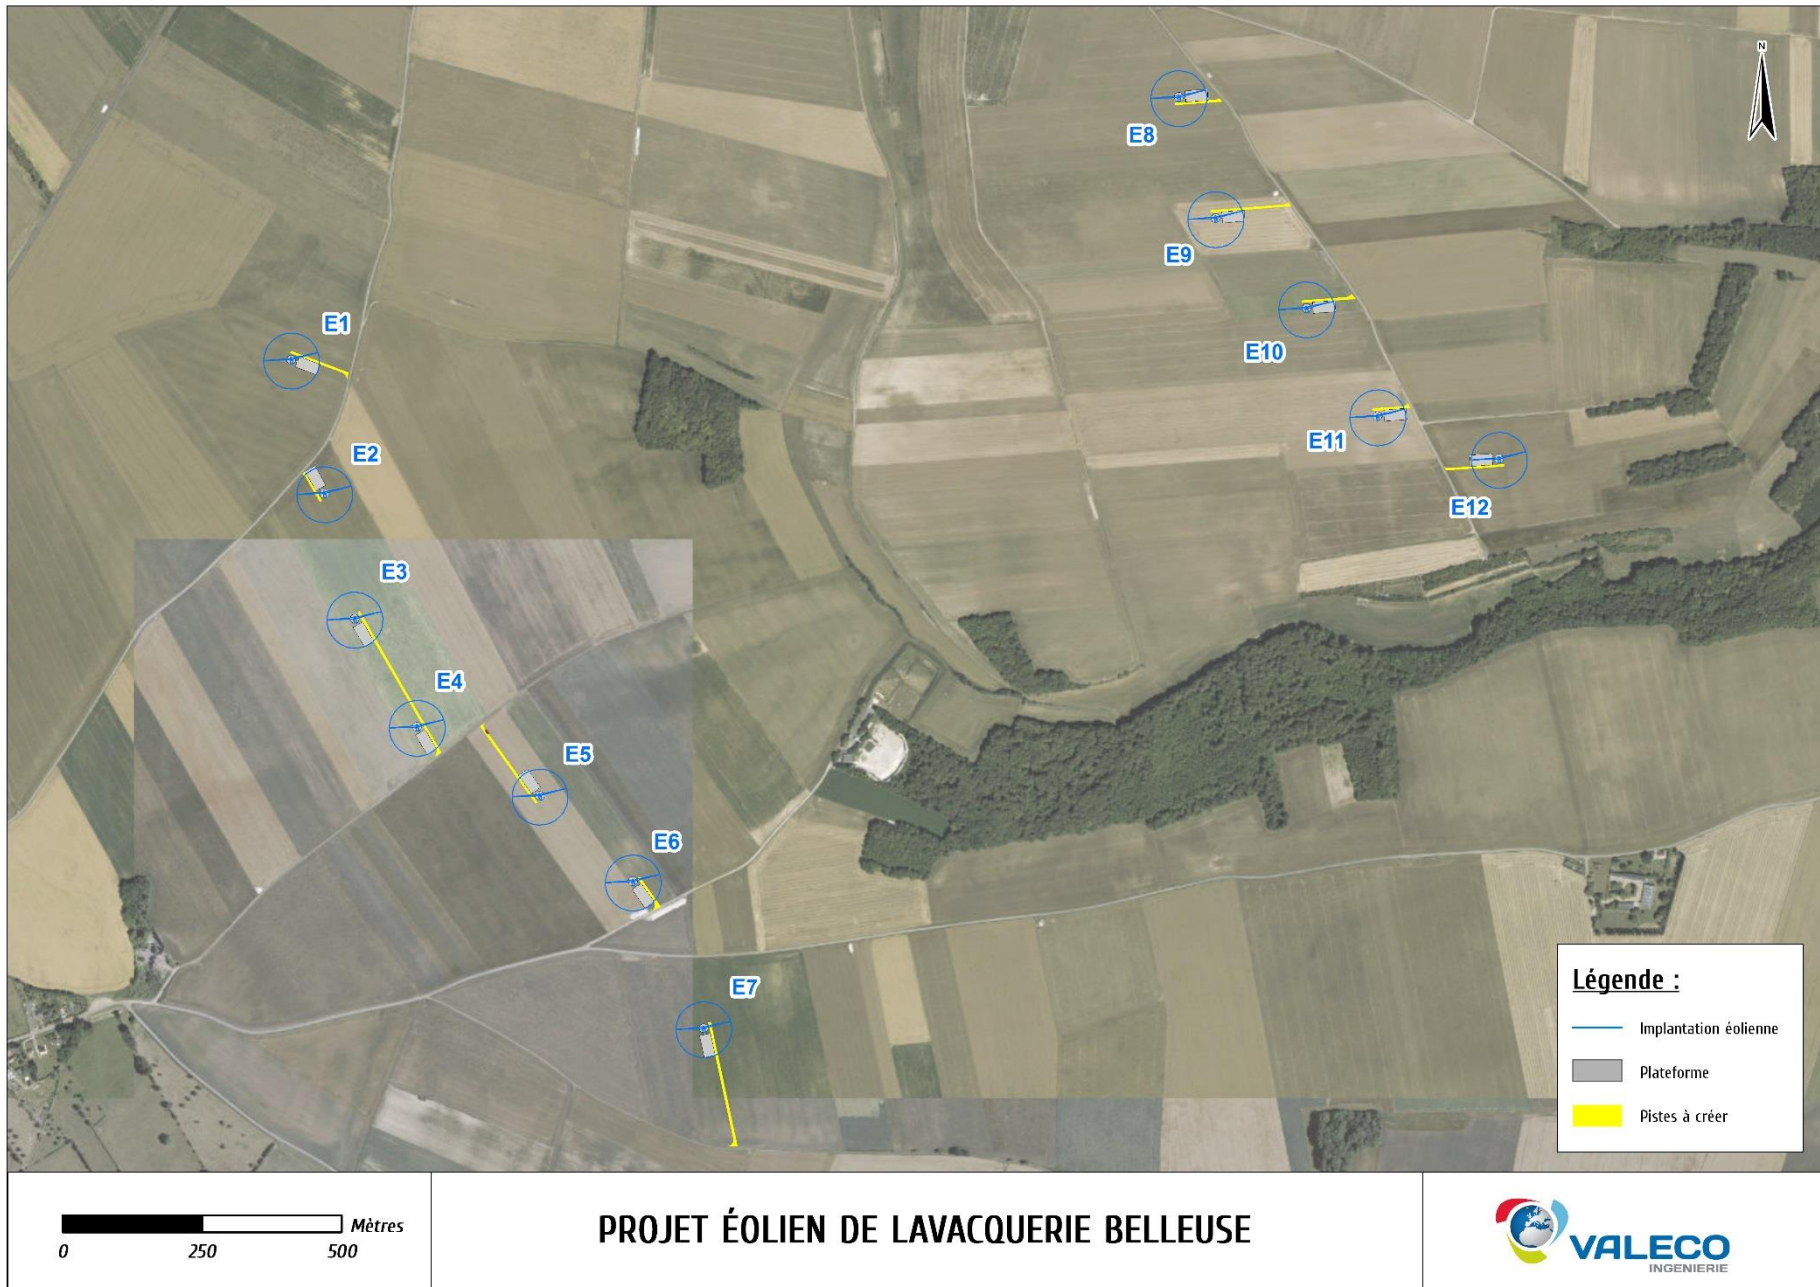 N
E8
E9
E1
E10
E11
E2
E12
E3
E4
E5
E6
E7
Légende :
Implantation éolienne
Plateforme
Pistes à créer
Mètres
0 250 500
PROJET ÉOLIEN DE LAVACQUERIE BELLEUSE
VALECO
INGENIERIE